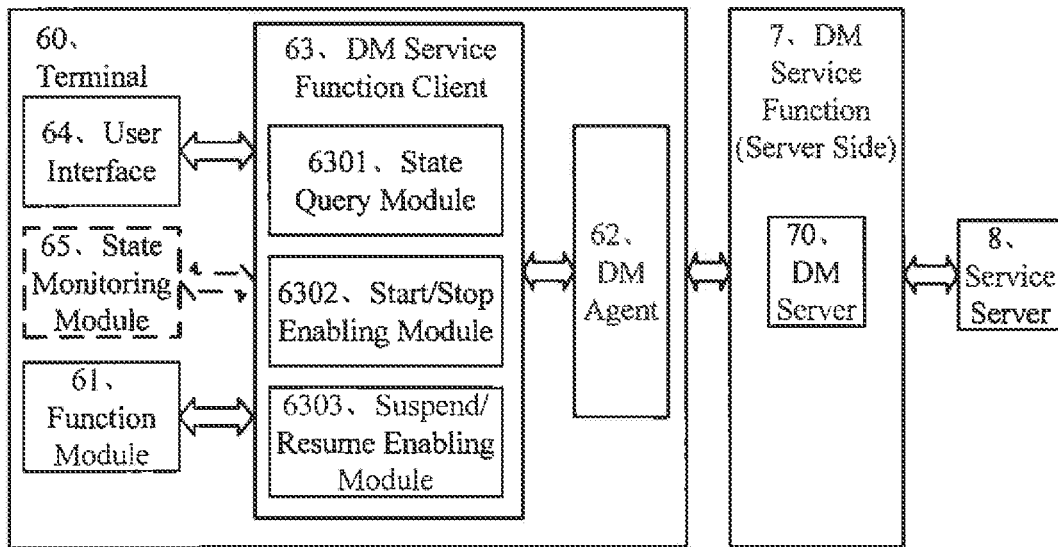 60、
Terminal
64、User
Interface
65、State
Monitoring
Module
61、
Function
Module
63、DM Service
Function Client
6301、State
Query Module
6302、Start/Stop
Enabling Module
6303、Suspend/
Resume Enabling
Module
62、
DM
Agent
7、DM
Service
Function
(Server Side)
70、
DM
Server
8、
Service
Server